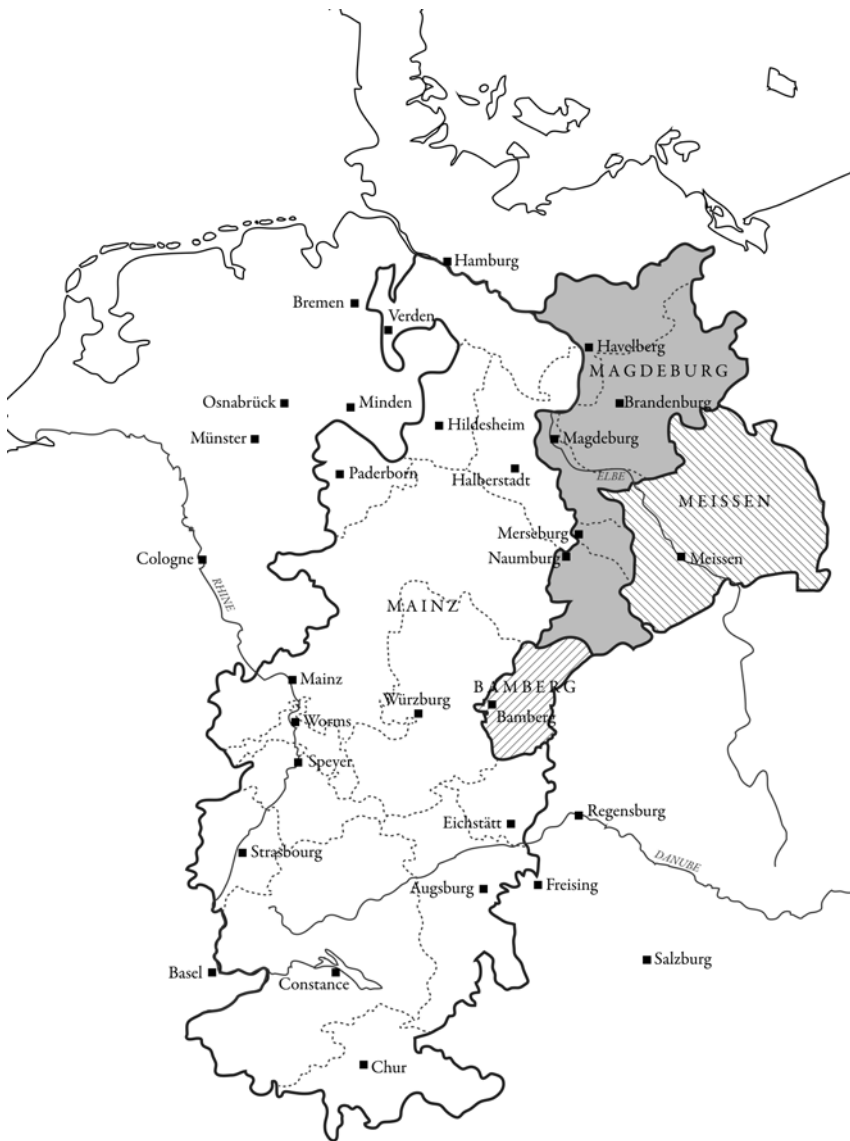 Hamburg
Bremen
Verden
Havelberg
MAGDEBURG
Osnabrück
Minden
Brandenburg
Hildesheim
Münster
Magdeburg
Paderborn
Halberstadt
ELBE
MEISSEN
Merseburg
Cologne
Naumburg
Meissen
RHINE
MAINZ
Mainz
BAMBERG
Würzburg
Bamberg
Worms
Speyer
Regensburg
Eichstätt
Strasbourg
DANUBE
Augsburg
Freising
Salzburg
Basel
Constance
Chur